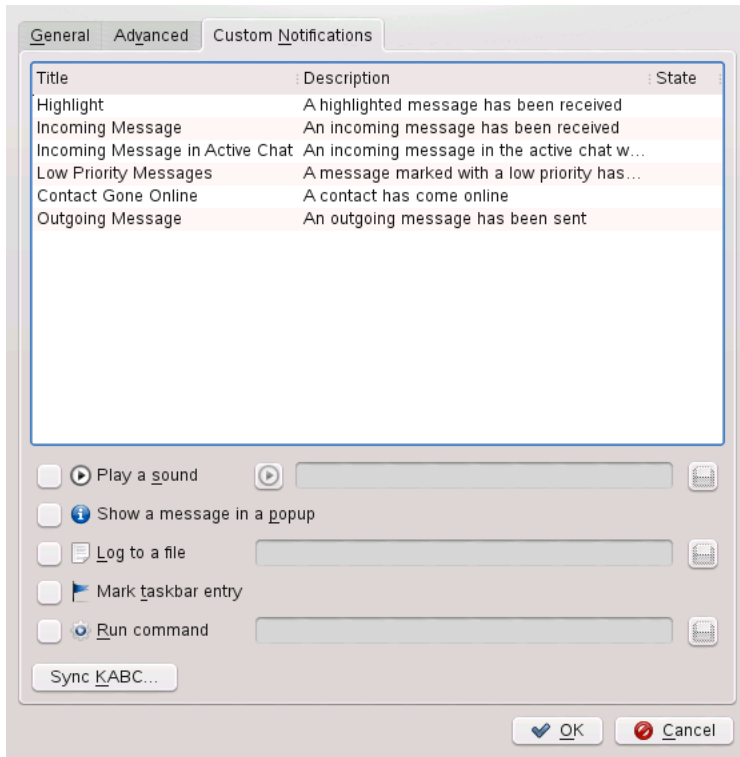 General Advanced Custom Notifications
Title Description State
Highlight A highlighted message has been received
Incoming Message An incoming message has been received
Incoming Message in Active Chat An incoming message in the active chat w...
Low Priority Messages A message marked with a low priority has...
Contact Gone Online A contact has come online
Outgoing Message An outgoing message has been sent
Play a sound
Show a message in a popup
Log to a file
Mark taskbar entry
Run command
Sync KABC...
OK Cancel